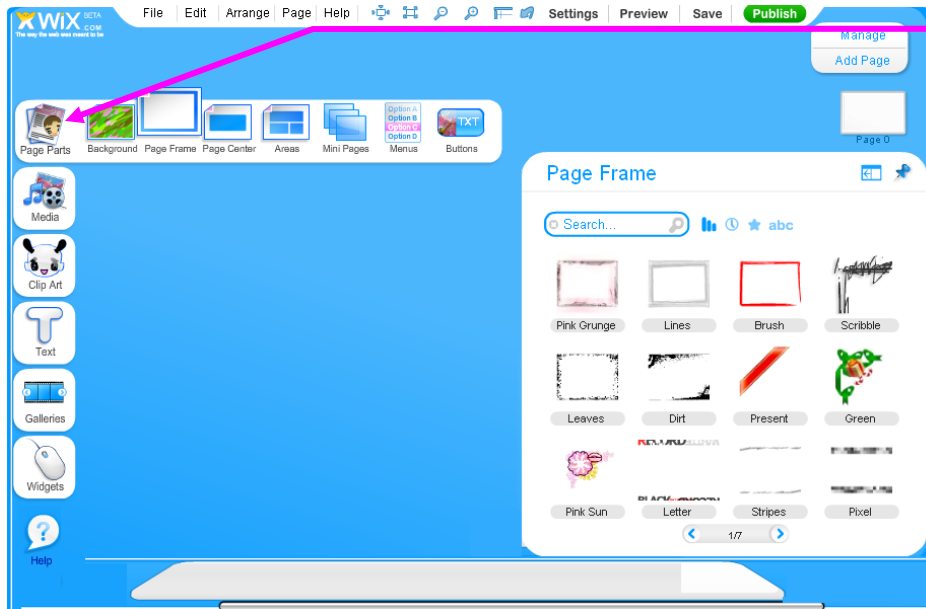 WiX BETA
.COM
The way the web was meant to be
File Edit Arrange Page Help Settings Preview Save Publish
Manage
Add Page
Page 0
Page Parts Background Page Frame Page Center Areas Mini Pages Menus Buttons
Option A
Option B
Option C
Option D
TXT
Media
Clip Art
Text
Galleries
Widgets
Help
Page Frame
Search... abc
Pink Grunge Lines Brush Scribble
Leaves Dirt Present Green
Pink Sun Letter Stripes Pixel
1/7